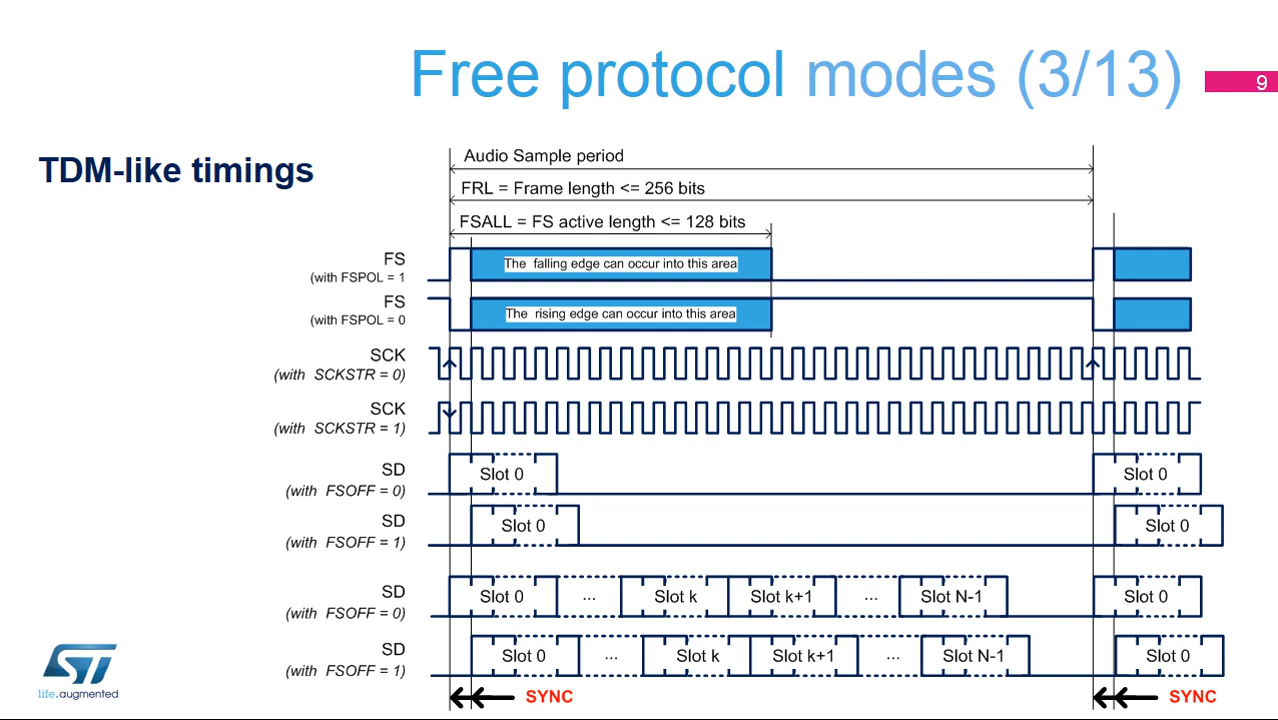 Free protocol modes (3/13)
9
TDM-like timings
Audio Sample period
FRL = Frame length <= 256 bits
FSALL = FS active length <= 128 bits
FS
(with FSPOL = 1
The falling edge can occur into this area
FS
(with FSPOL = 0
The rising edge can occur into this area
SCK
(with SCKSTR = 0)
SCK
(with SCKSTR = 1)
SD
(with FSOFF = 0)
Slot 0 Slot 0
SD
(with FSOFF = 1)
Slot 0 Slot 0
SD
(with FSOFF = 0)
Slot 0 ... Slot k Slot k+1 ... Slot N-1 Slot 0
SD
(with FSOFF = 1)
Slot 0 ... Slot k Slot k+1 ... Slot N-1 Slot 0
SYNC SYNC
ST
life.augmented